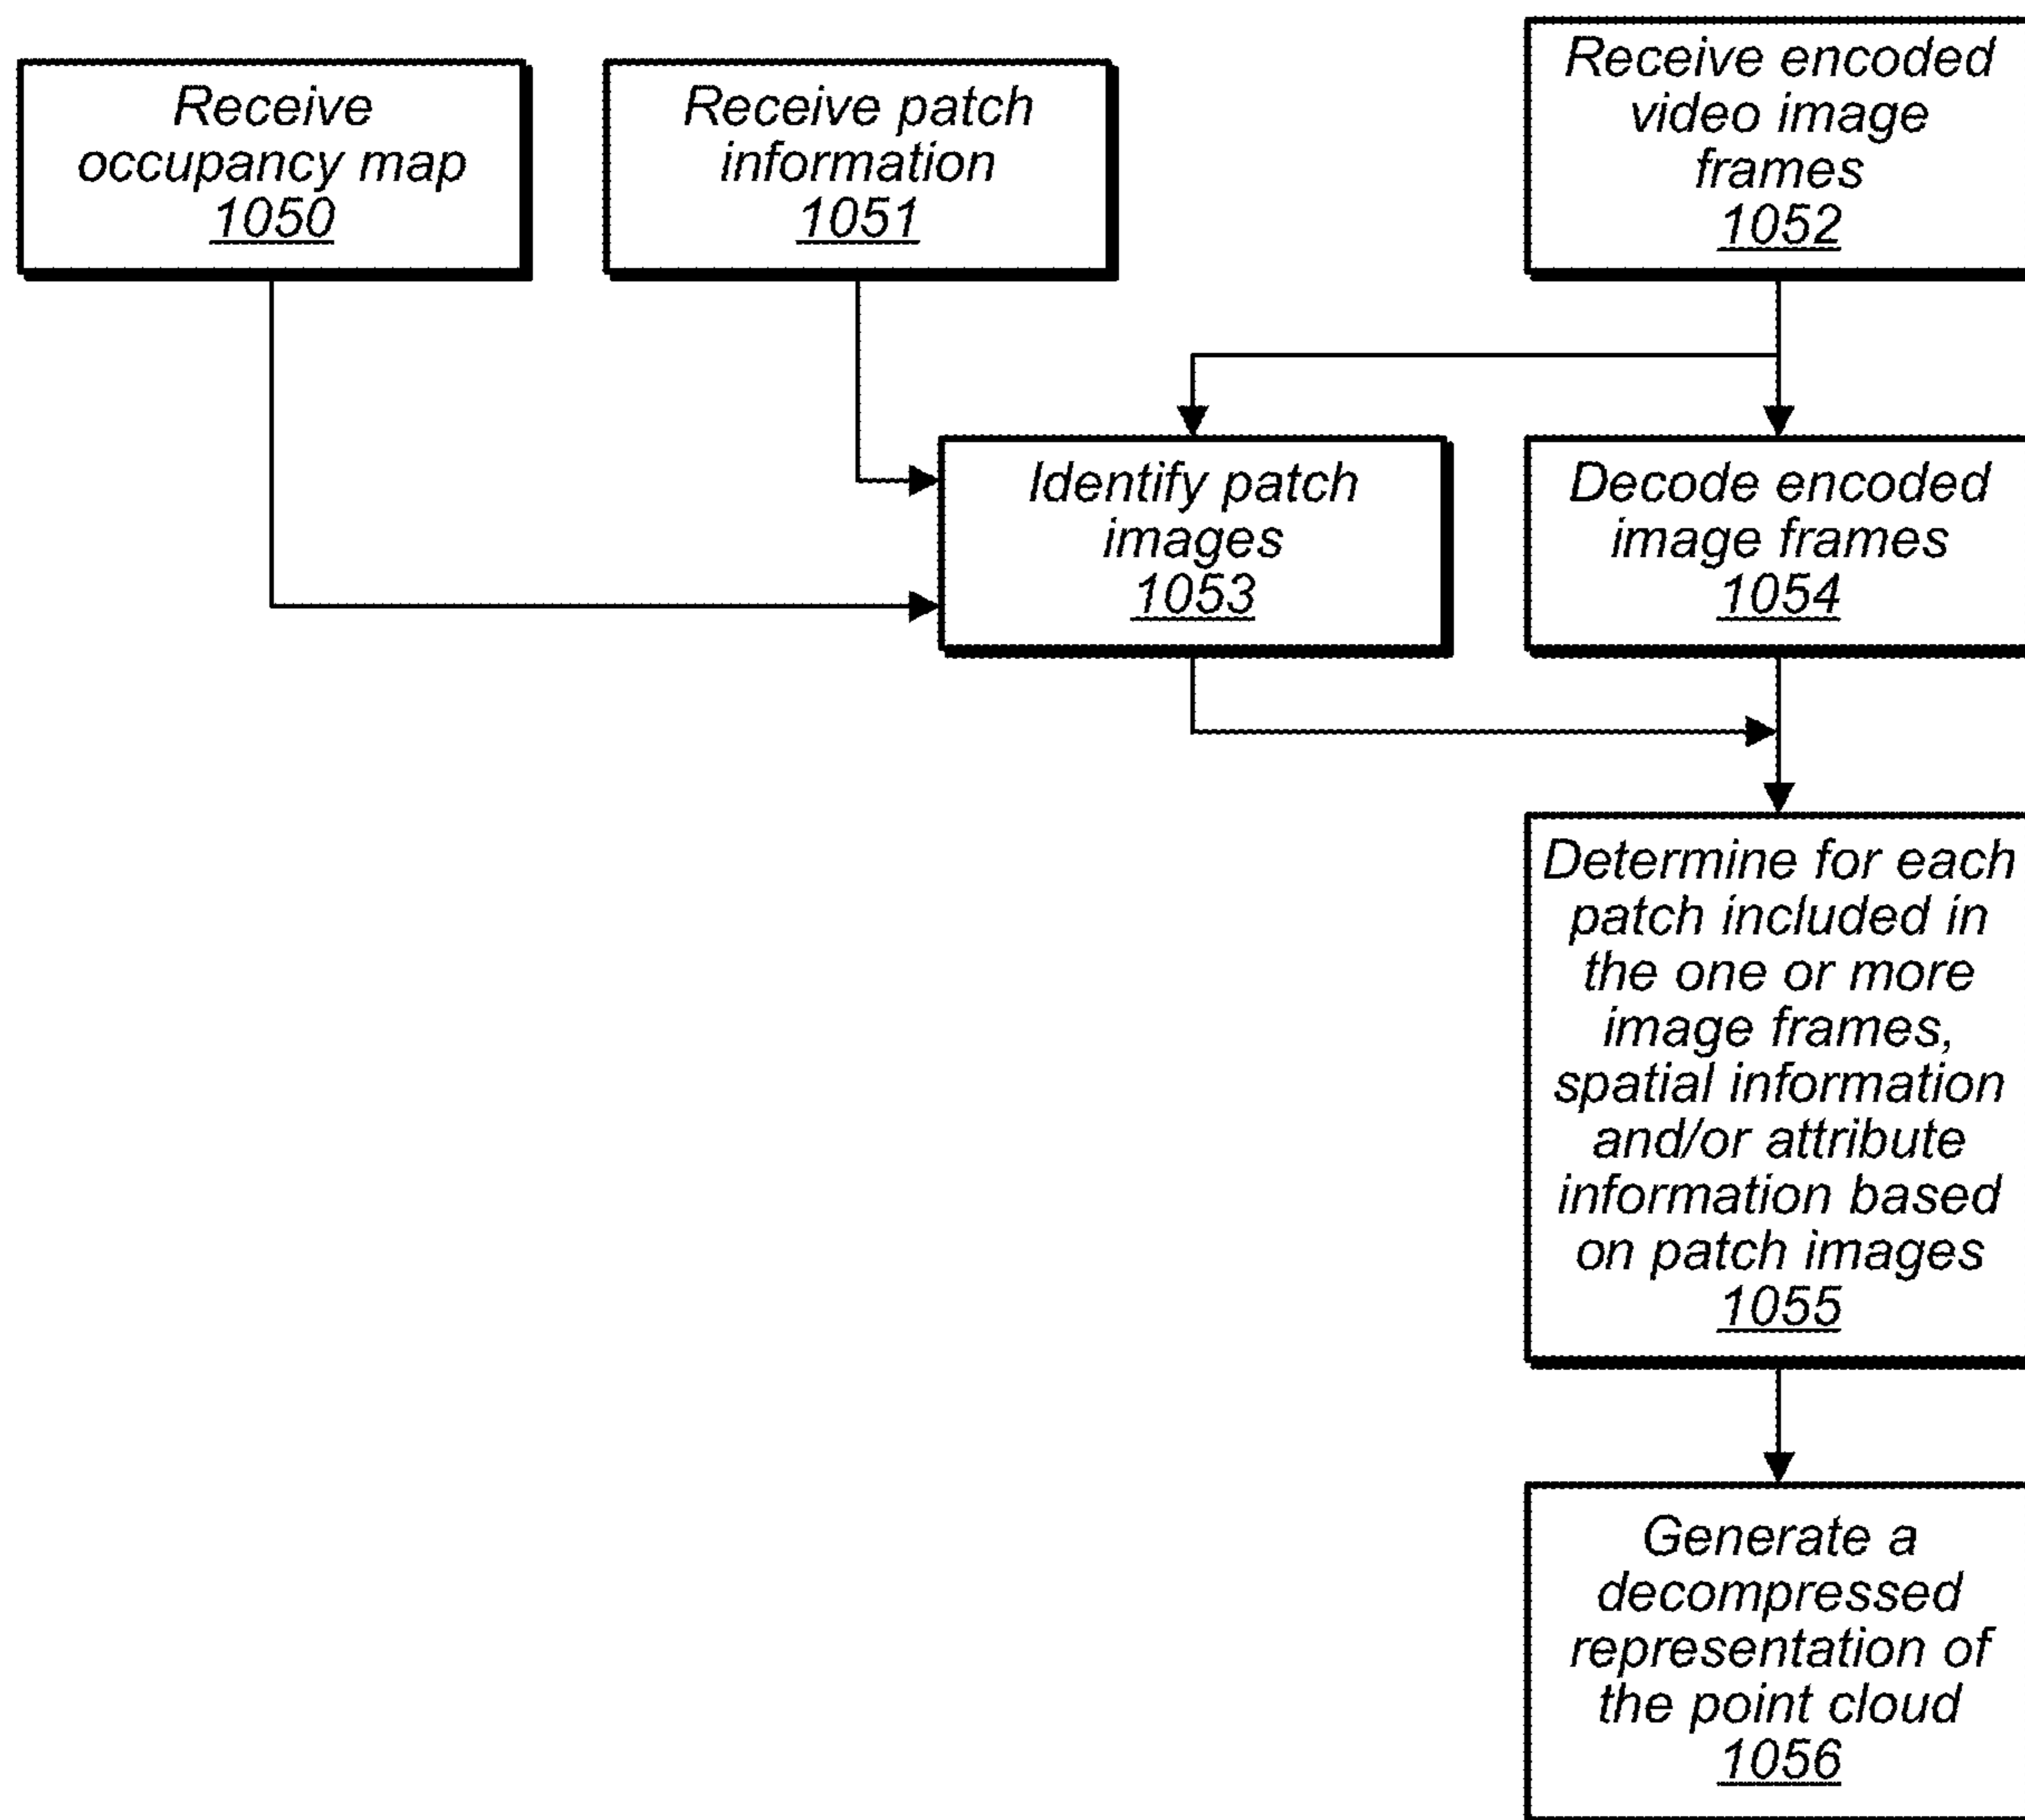 Receive
occupancy map
1050
Receive patch
information
1051
Receive encoded
video image
frames
1052
Identify patch
images
1053
Decode encoded
image frames
1054
Determine for each
patch included in
the one or more
image frames,
spatial information
and/or attribute
information based
on patch images
1055
Generate a
decompressed
representation of
the point cloud
1056